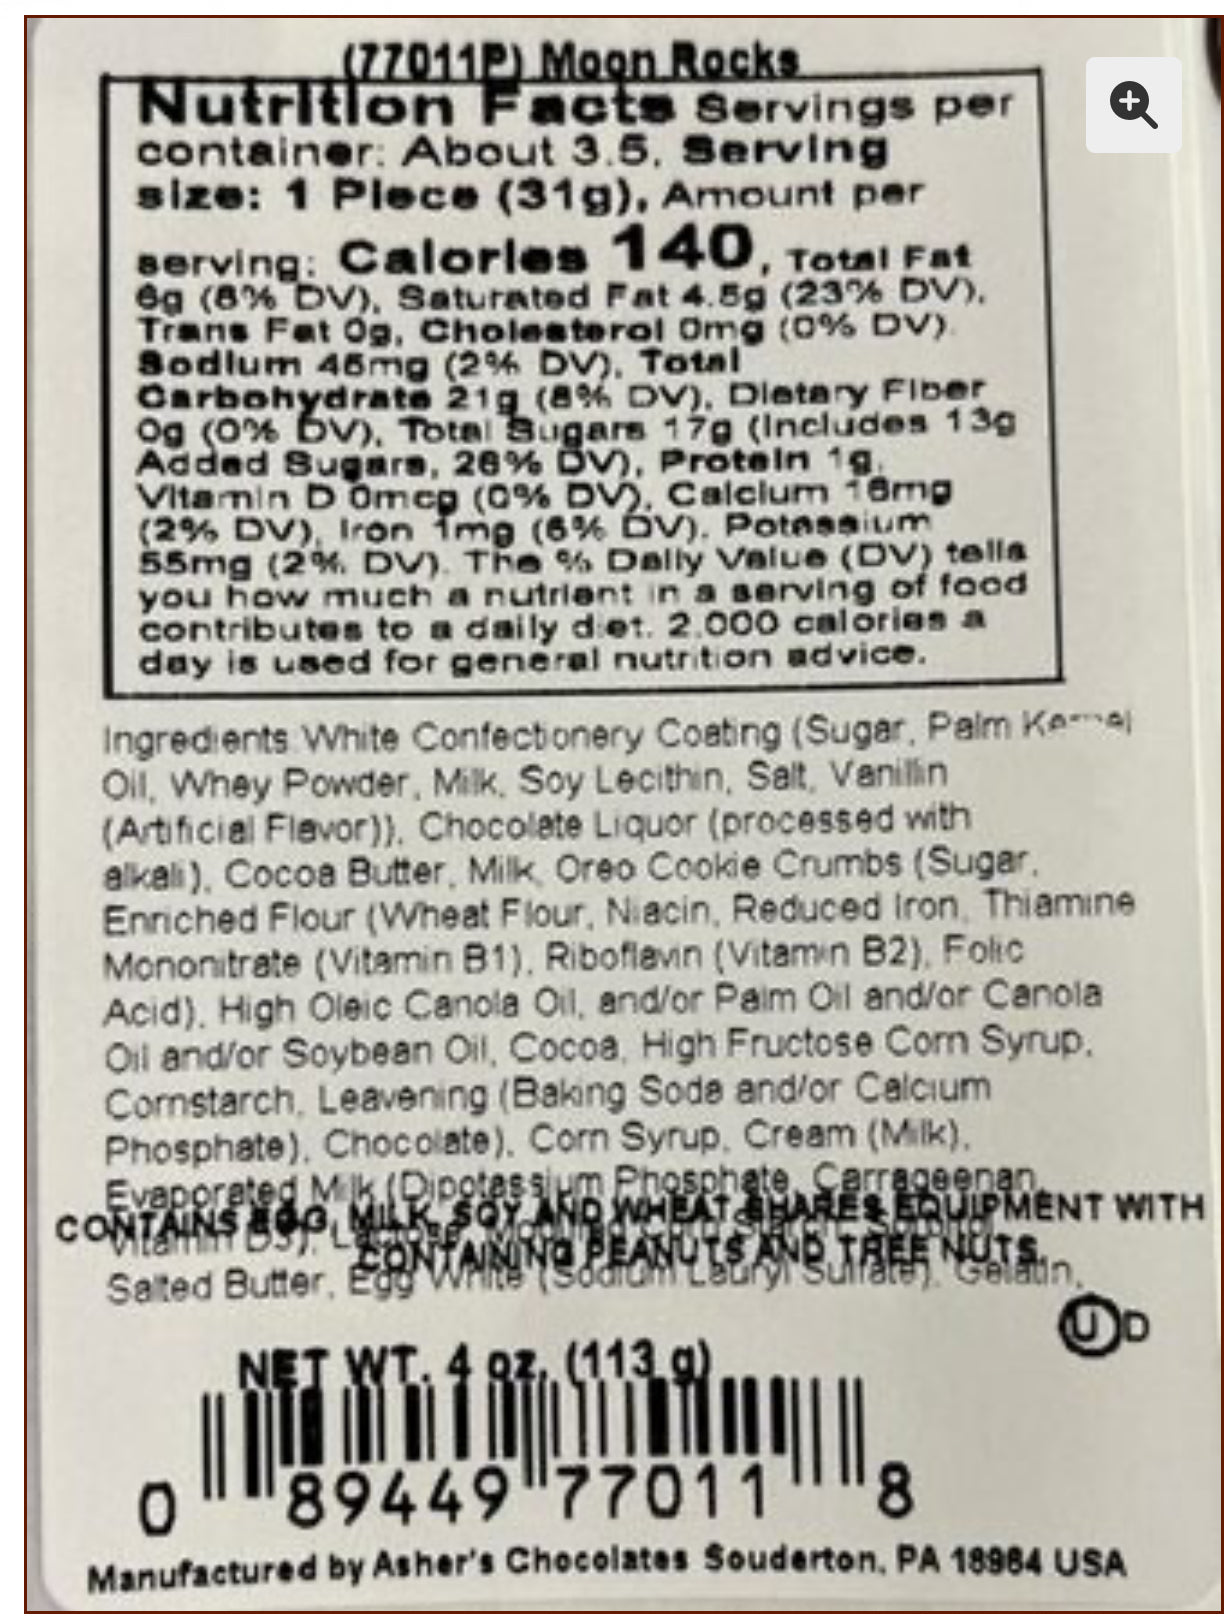 (77011P) Moon Rocks
Nutrition Facts Servings per
container: About 3.5, Serving
size: 1 Piece (31g), Amount per
serving: Calories 140, Total Fat
6g (8% DV), Saturated Fat 4.5g (23% DV),
Trans Fat 0g, Cholesterol 0mg (0% DV)
Sodium 45mg (2% DV), Total
Carbohydrate 21g (8% DV), Dietary Fiber
0g (0% DV), Total Sugars 17g (Includes 13g
Added Sugars, 26% DV), Protein 1g,
Vitamin D 0mcg (0% DV), Calcium 16mg
(2% DV), Iron 1mg (6% DV), Potassium
55mg (2% DV). The % Daily Value (DV) tells
you how much a nutrient in a serving of food
contributes to a daily diet. 2,000 calories a
day is used for general nutrition advice.
Ingredients: White Confectionery Coating (Sugar, Palm Kernel
Oil, Whey Powder, Milk, Soy Lecithin, Salt, Vanillin
(Artificial Flavor)), Chocolate Liquor (processed with
alkali), Cocoa Butter, Milk, Oreo Cookie Crumbs (Sugar,
Enriched Flour (Wheat Flour, Niacin, Reduced Iron, Thiamine
Mononitrate (Vitamin B1), Riboflavin (Vitamin B2), Folic
Acid), High Oleic Canola Oil, and/or Palm Oil and/or Canola
Oil and/or Soybean Oil, Cocoa, High Fructose Corn Syrup,
Cornstarch, Leavening (Baking Soda and/or Calcium
Phosphate), Chocolate), Corn Syrup, Cream (Milk),
Evaporated Milk (Dipotassium Phosphate, Carrageenan,
CONTAINS EGG, MILK, SOY AND WHEAT SHARES EQUIPMENT WITH
Vitamin D3),
CONTAINING PEANUTS AND TREE NUTS.
Salted Butter, Egg White (Sodium Lauryl Sulfate), Gelatin,
U D
NET WT. 4 oz. (113 g)
0 89449 77011 8
Manufactured by Asher's Chocolates Souderton, PA 18964 USA